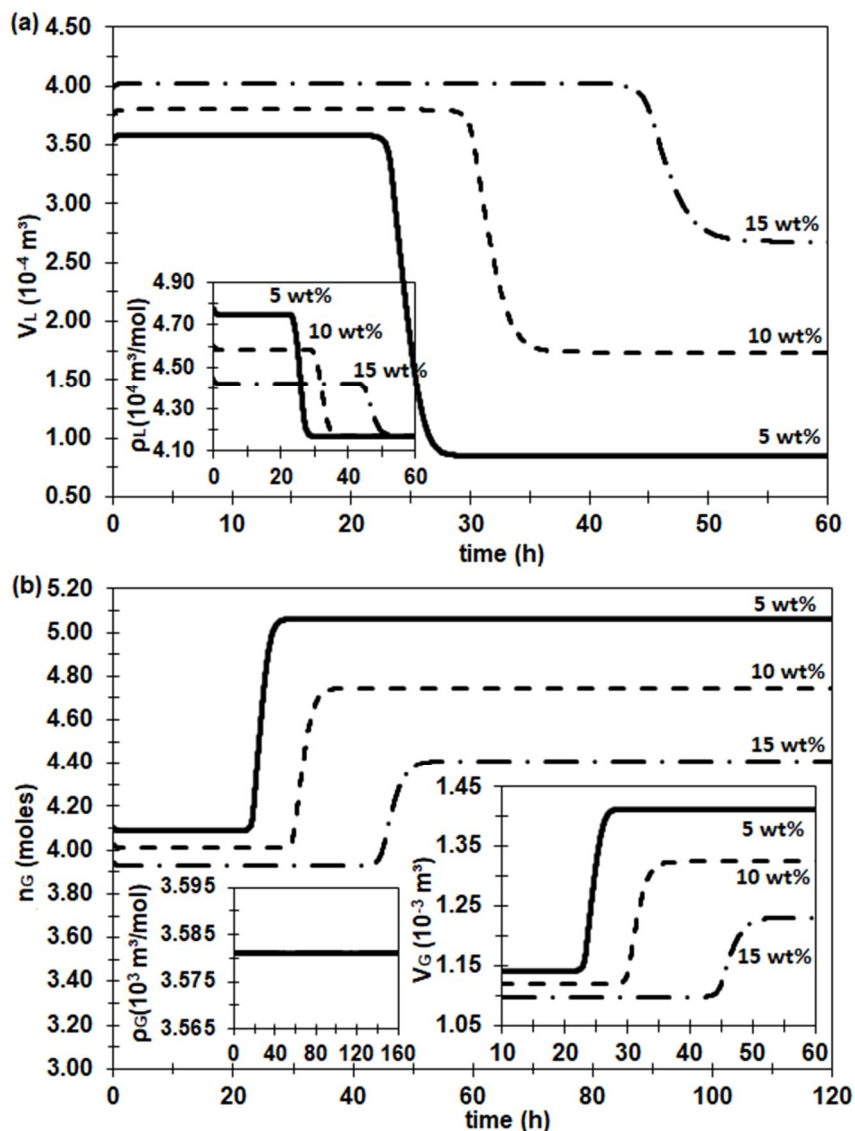 (a)
4.50
4.00
3.50
3.00
2.50
2.00
1.50
1.00
0.50
V_L (10⁻⁴ m³)
15 wt%
10 wt%
5 wt%
4.90
4.70
4.50
4.30
4.10
ρ_L(10⁴ m³/mol)
5 wt%
10 wt%
15 wt%
0 20 40 60
0 10 20 30 40 50 60
time (h)
(b)
5.20
5.00
4.80
4.60
4.40
4.20
4.00
3.80
3.60
3.40
3.20
3.00
n_G (moles)
5 wt%
10 wt%
15 wt%
3.595
3.585
3.575
3.565
ρ_G(10³ m³/mol)
0 40 80 120 160
1.45
1.35
1.25
1.15
1.05
V_G (10⁻³ m³)
5 wt%
10 wt%
15 wt%
10 20 30 40 50 60
0 20 40 60 80 100 120
time (h)